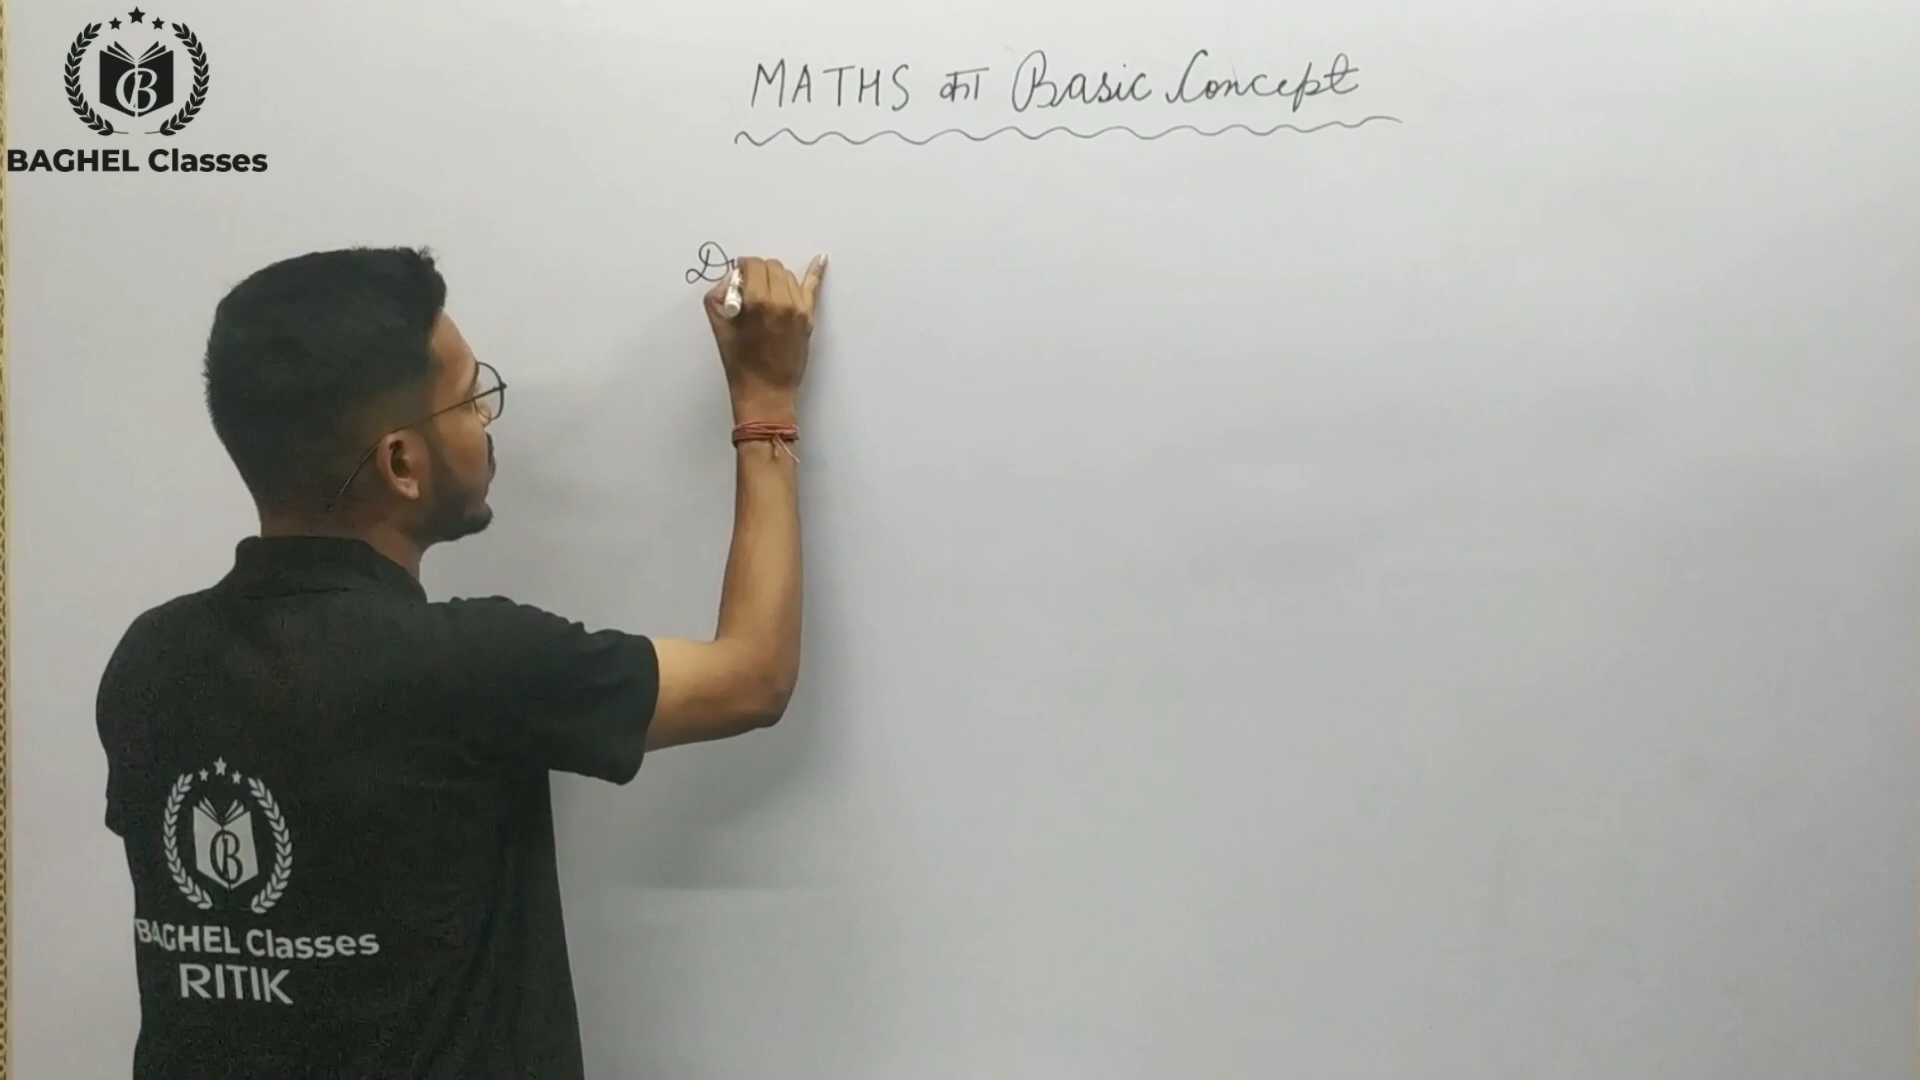 BAGHEL Classes
MATHS का Basic Concept
B
BAGHEL Classes
RITIK